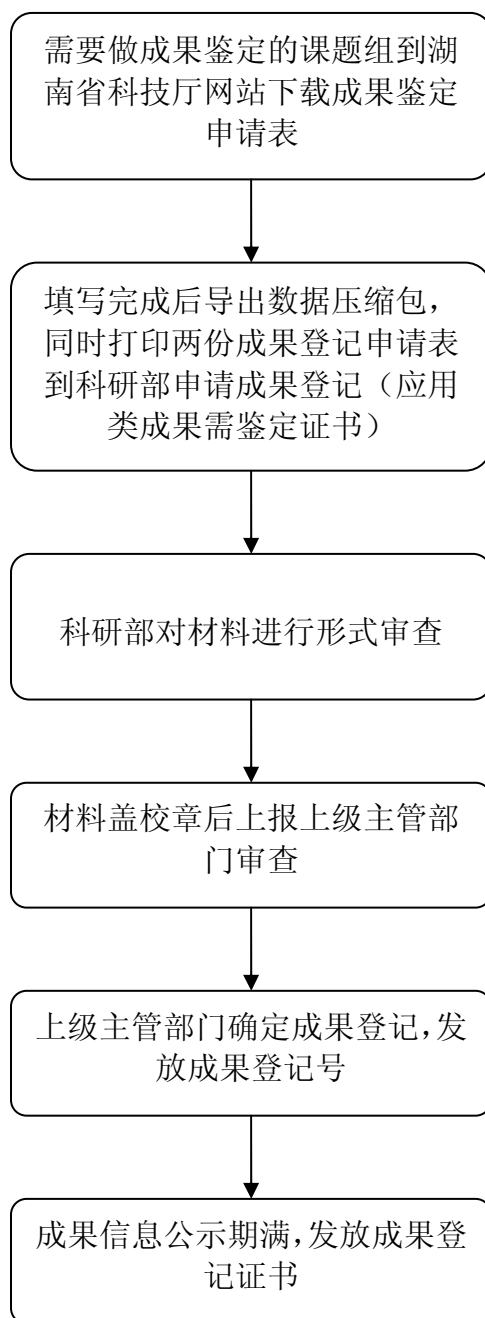 需要做成果鉴定的课题组到湖
南省科技厅网站下载成果鉴定
申请表
填写完成后导出数据压缩包，
同时打印两份成果登记申请表
到科研部申请成果登记（应用
类成果需鉴定证书）
科研部对材料进行形式审查
材料盖校章后上报上级主管部
门审查
上级主管部门确定成果登记，发
放成果登记号
成果信息公示期满，发放成果登
记证书